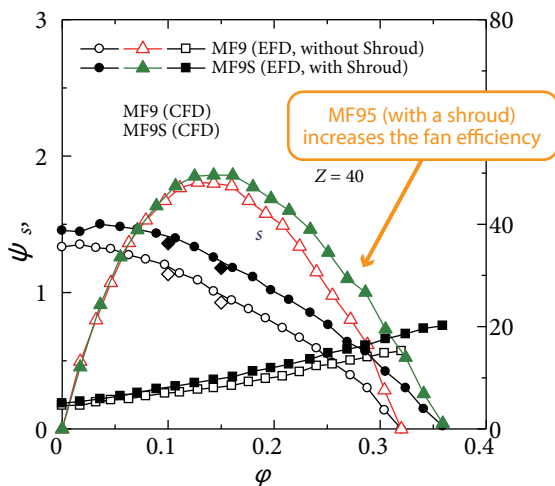 3
80
MF9 (EFD, without Shroud)
MF9S (EFD, with Shroud)
MF9 (CFD)
MF9S (CFD)
MF95 (with a shroud)
increases the fan efficiency
60
2
Z = 40
ψs,
s
40
1
20
0
0
0
0.1
0.2
0.3
0.4
φ